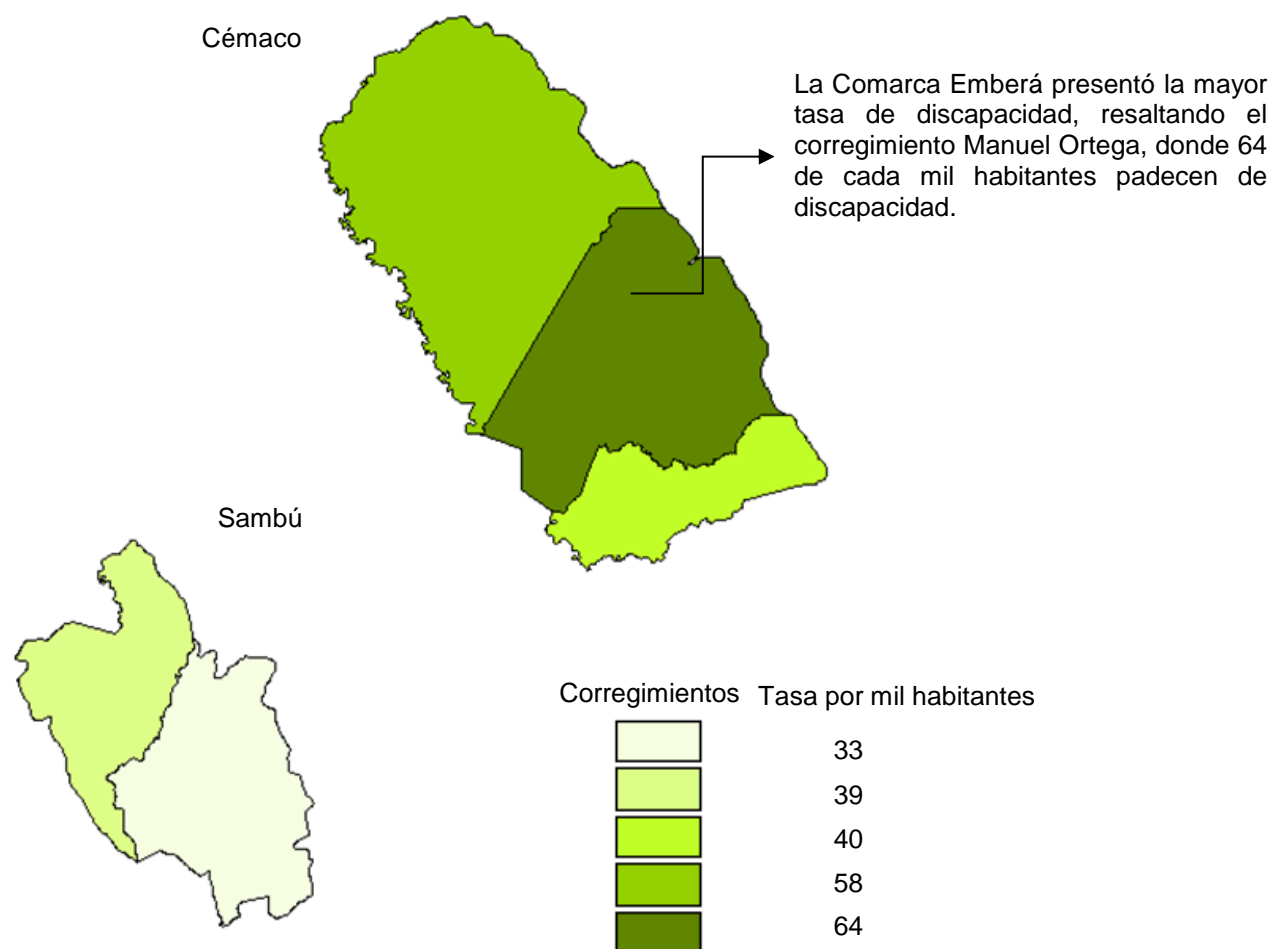 Cémaco
La Comarca Emberá presentó la mayor
tasa de discapacidad, resaltando el
corregimiento Manuel Ortega, donde 64
de cada mil habitantes padecen de
discapacidad.
Sambú
Corregimientos Tasa por mil habitantes
33
39
40
58
64